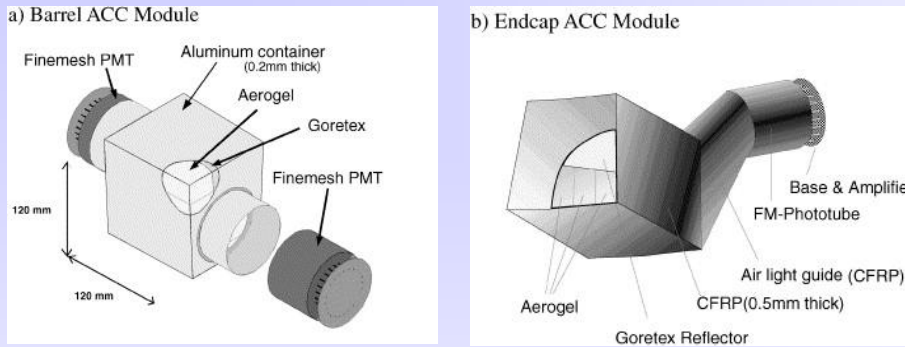 a) Barrel ACC Module
Finemesh PMT
Aluminum container
(0.2mm thick)
Aerogel
Goretex
Finemesh PMT
120 mm
120 mm
b) Endcap ACC Module
Base & Amplifie
FM-Phototube
Air light guide (CFRP)
CFRP(0.5mm thick)
Aerogel
Goretex Reflector